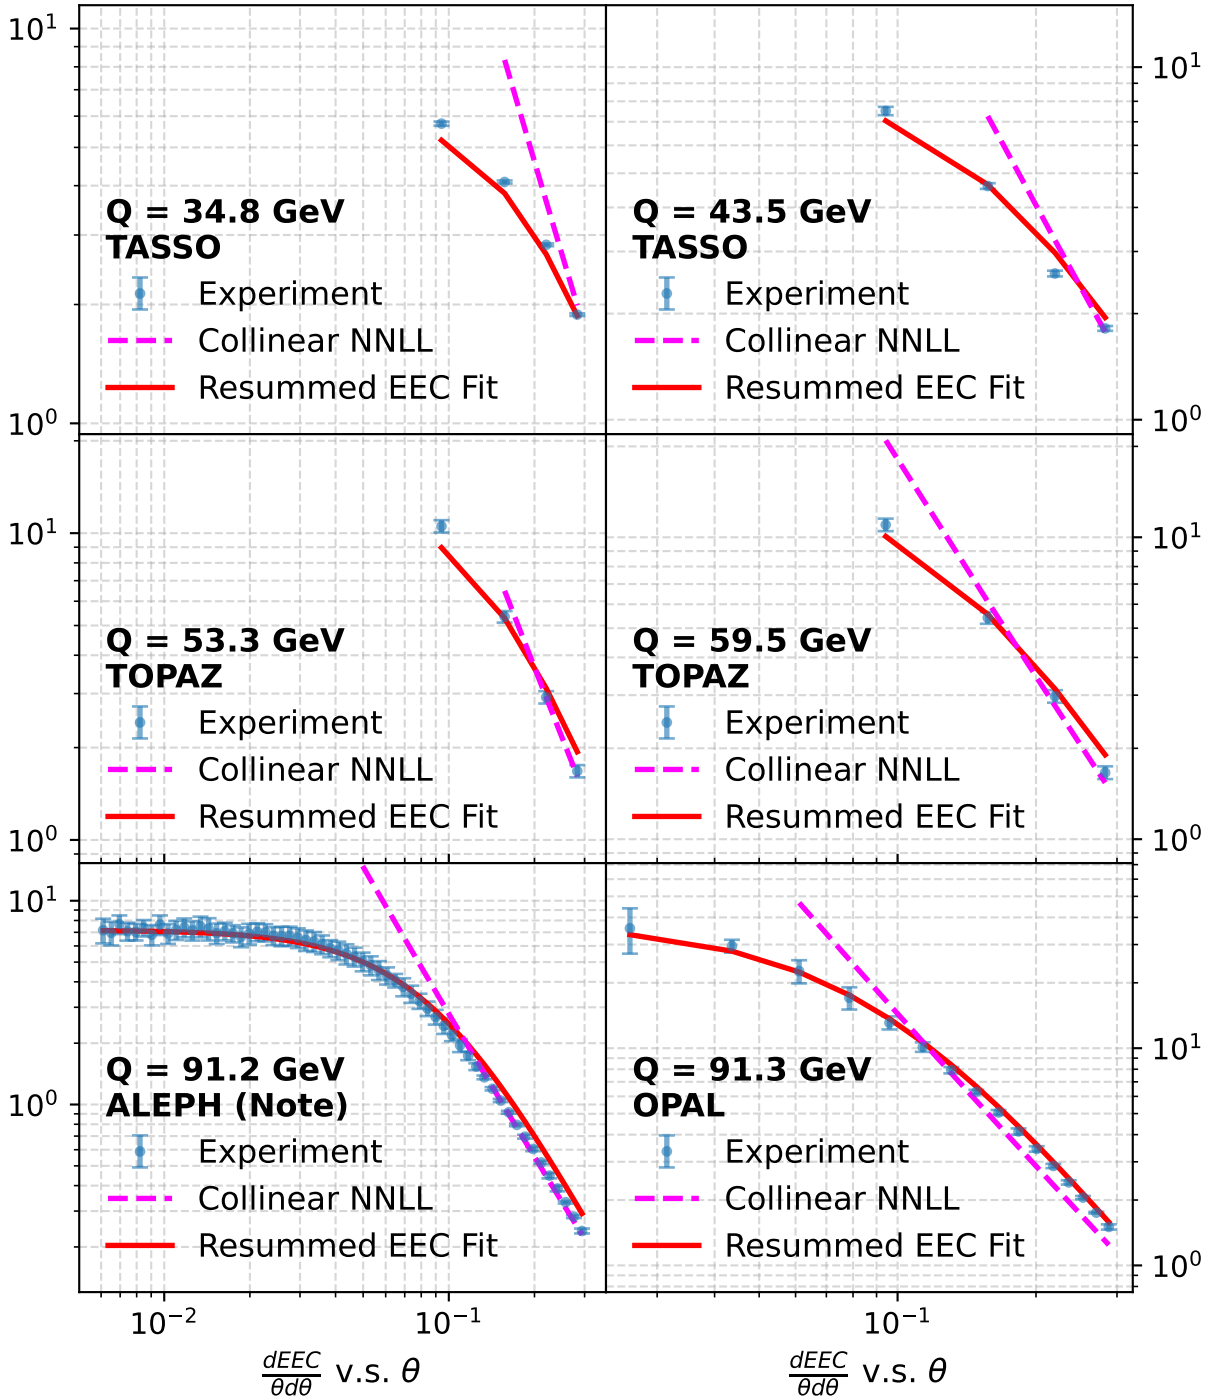 10¹
10⁰
Q = 34.8 GeV
TASSO
Experiment
Collinear NNLL
Resummed EEC Fit
10¹
10⁰
Q = 43.5 GeV
TASSO
Experiment
Collinear NNLL
Resummed EEC Fit
10¹
10⁰
Q = 53.3 GeV
TOPAZ
Experiment
Collinear NNLL
Resummed EEC Fit
10¹
10⁰
Q = 59.5 GeV
TOPAZ
Experiment
Collinear NNLL
Resummed EEC Fit
10¹
10⁰
Q = 91.2 GeV
ALEPH (Note)
Experiment
Collinear NNLL
Resummed EEC Fit
10¹
10⁰
Q = 91.3 GeV
OPAL
Experiment
Collinear NNLL
Resummed EEC Fit
10⁻² 10⁻¹
10⁻¹
dEEC/θdθ v.s. θ
dEEC/θdθ v.s. θ